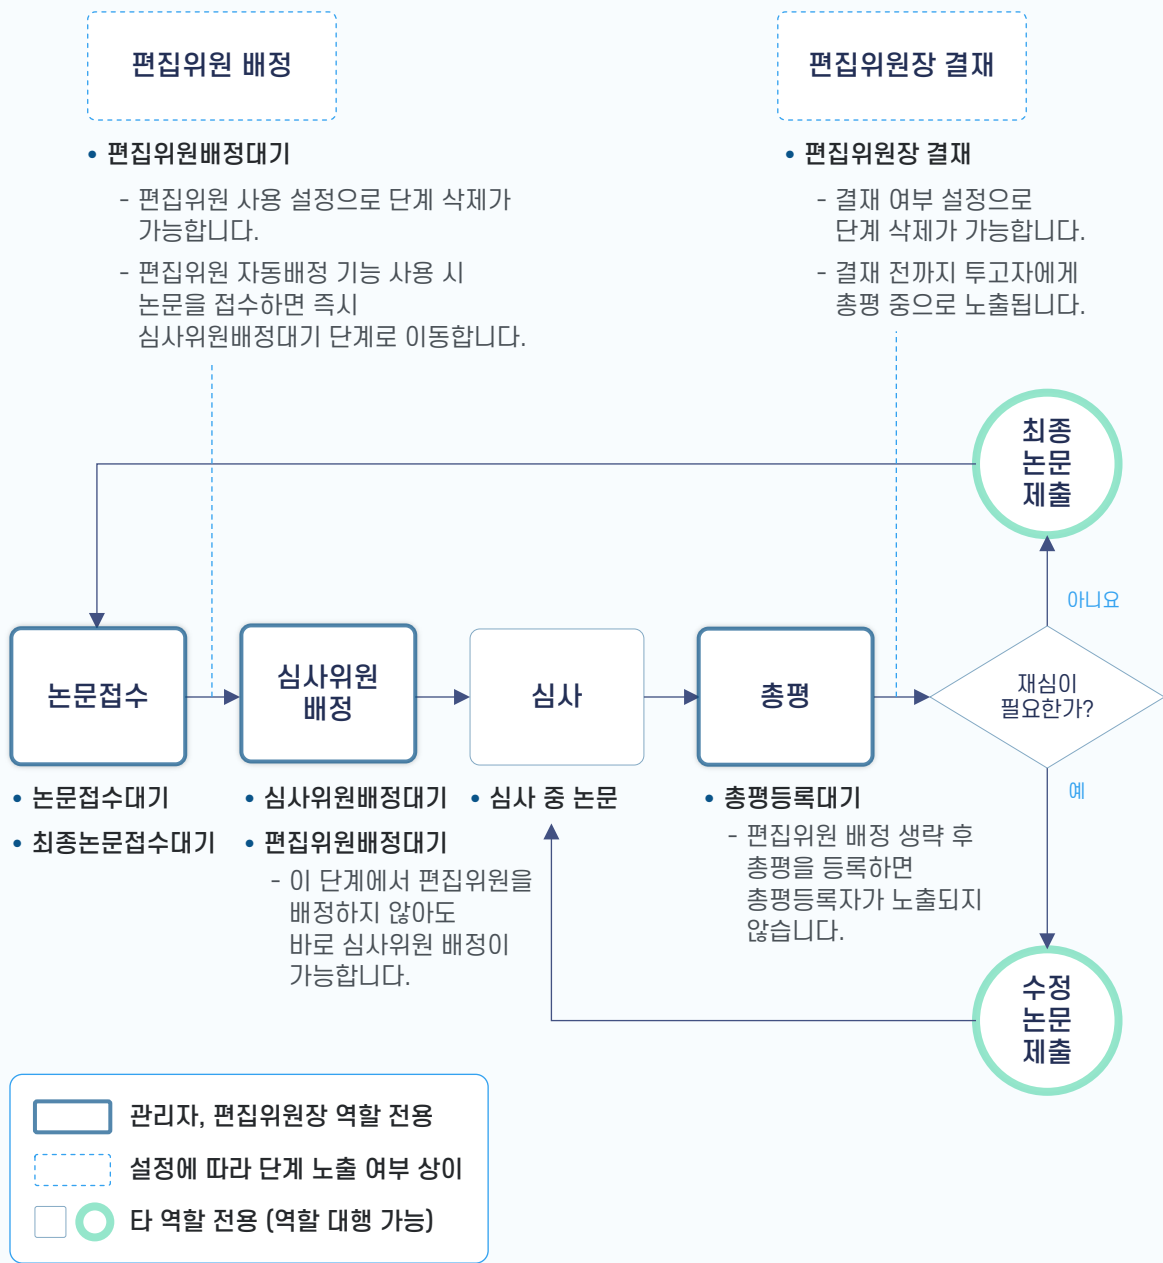 편집위원 배정
• 편집위원배정대기
- 편집위원 사용 설정으로 단계 삭제가
가능합니다.
- 편집위원 자동배정 기능 사용 시
논문을 접수하면 즉시
심사위원배정대기 단계로 이동합니다.
편집위원장 결재
• 편집위원장 결재
- 결재 여부 설정으로
단계 삭제가 가능합니다.
- 결재 전까지 투고자에게
총평 중으로 노출됩니다.
최종
논문
제출
아니요
논문접수
• 논문접수대기
• 최종논문접수대기
심사위원
배정
• 심사위원배정대기
• 편집위원배정대기
- 이 단계에서 편집위원을
배정하지 않아도
바로 심사위원 배정이
가능합니다.
심사
• 심사 중 논문
총평
• 총평등록대기
- 편집위원 배정 생략 후
총평을 등록하면
총평등록자가 노출되지
않습니다.
재심이
필요한가?
예
수정
논문
제출
관리자, 편집위원장 역할 전용
설정에 따라 단계 노출 여부 상이
타 역할 전용 (역할 대행 가능)